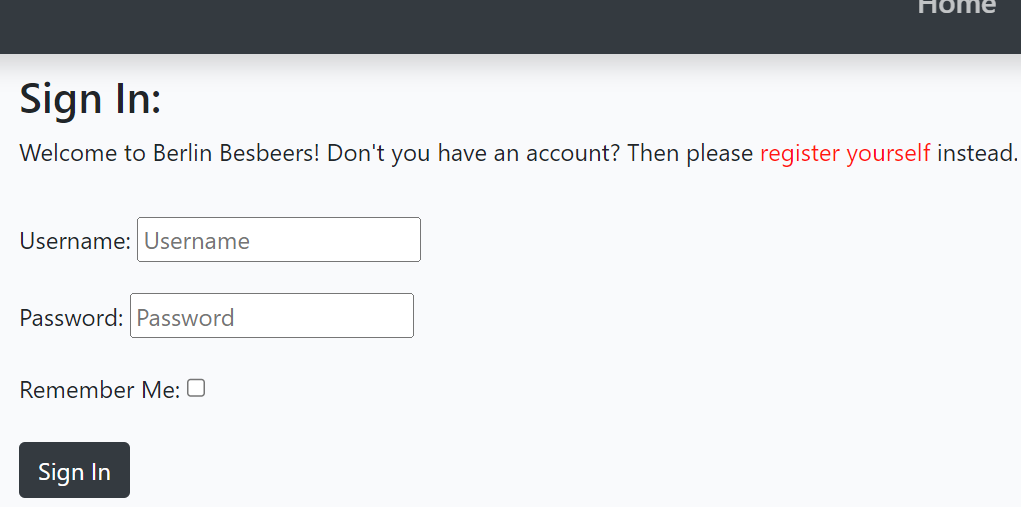 Home
Sign In:
Welcome to Berlin Besbeers! Don't you have an account? Then please register yourself instead.
Username: Username
Password: Password
Remember Me:
Sign In